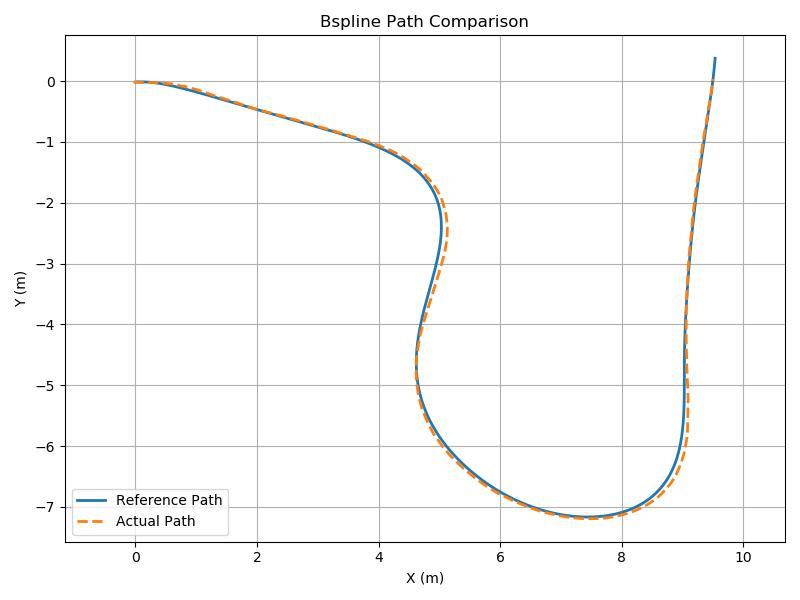 Bspline Path Comparison
Y (m)
0
−1
−2
−3
−4
−5
−6
−7
Reference Path
Actual Path
0 2 4 6 8 10
X (m)